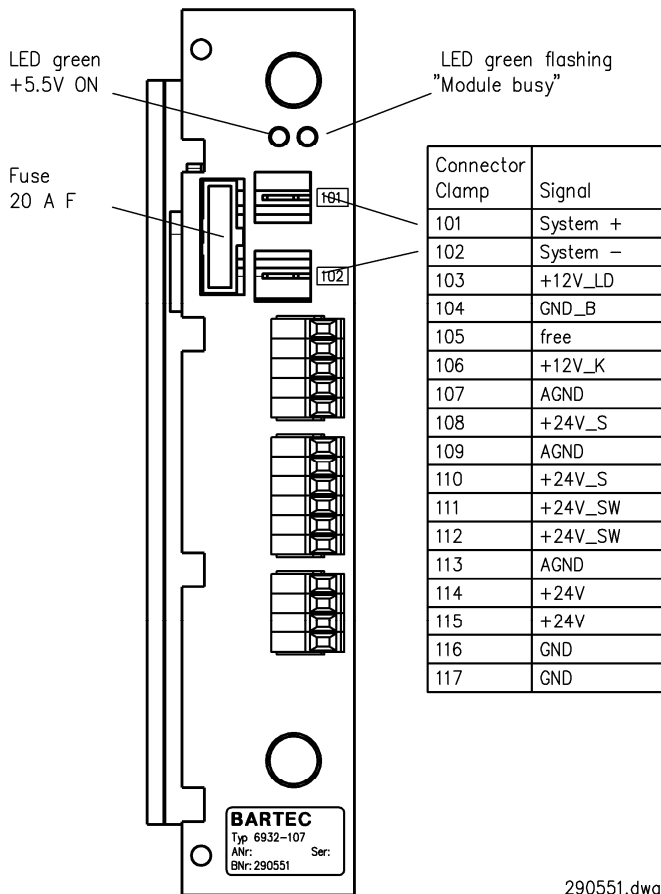 LED green
+5.5V ON
LED green flashing
"Module busy"
Fuse
20 A F
101
102
Connector
Clamp Signal
101 System +
102 System -
103 +12V_LD
104 GND_B
105 free
106 +12V_K
107 AGND
108 +24V_S
109 AGND
110 +24V_S
111 +24V_SW
112 +24V_SW
113 AGND
114 +24V
115 +24V
116 GND
117 GND
BARTEC
Typ 6932-107
ANr: Ser:
BNr: 290551
290551.dwg